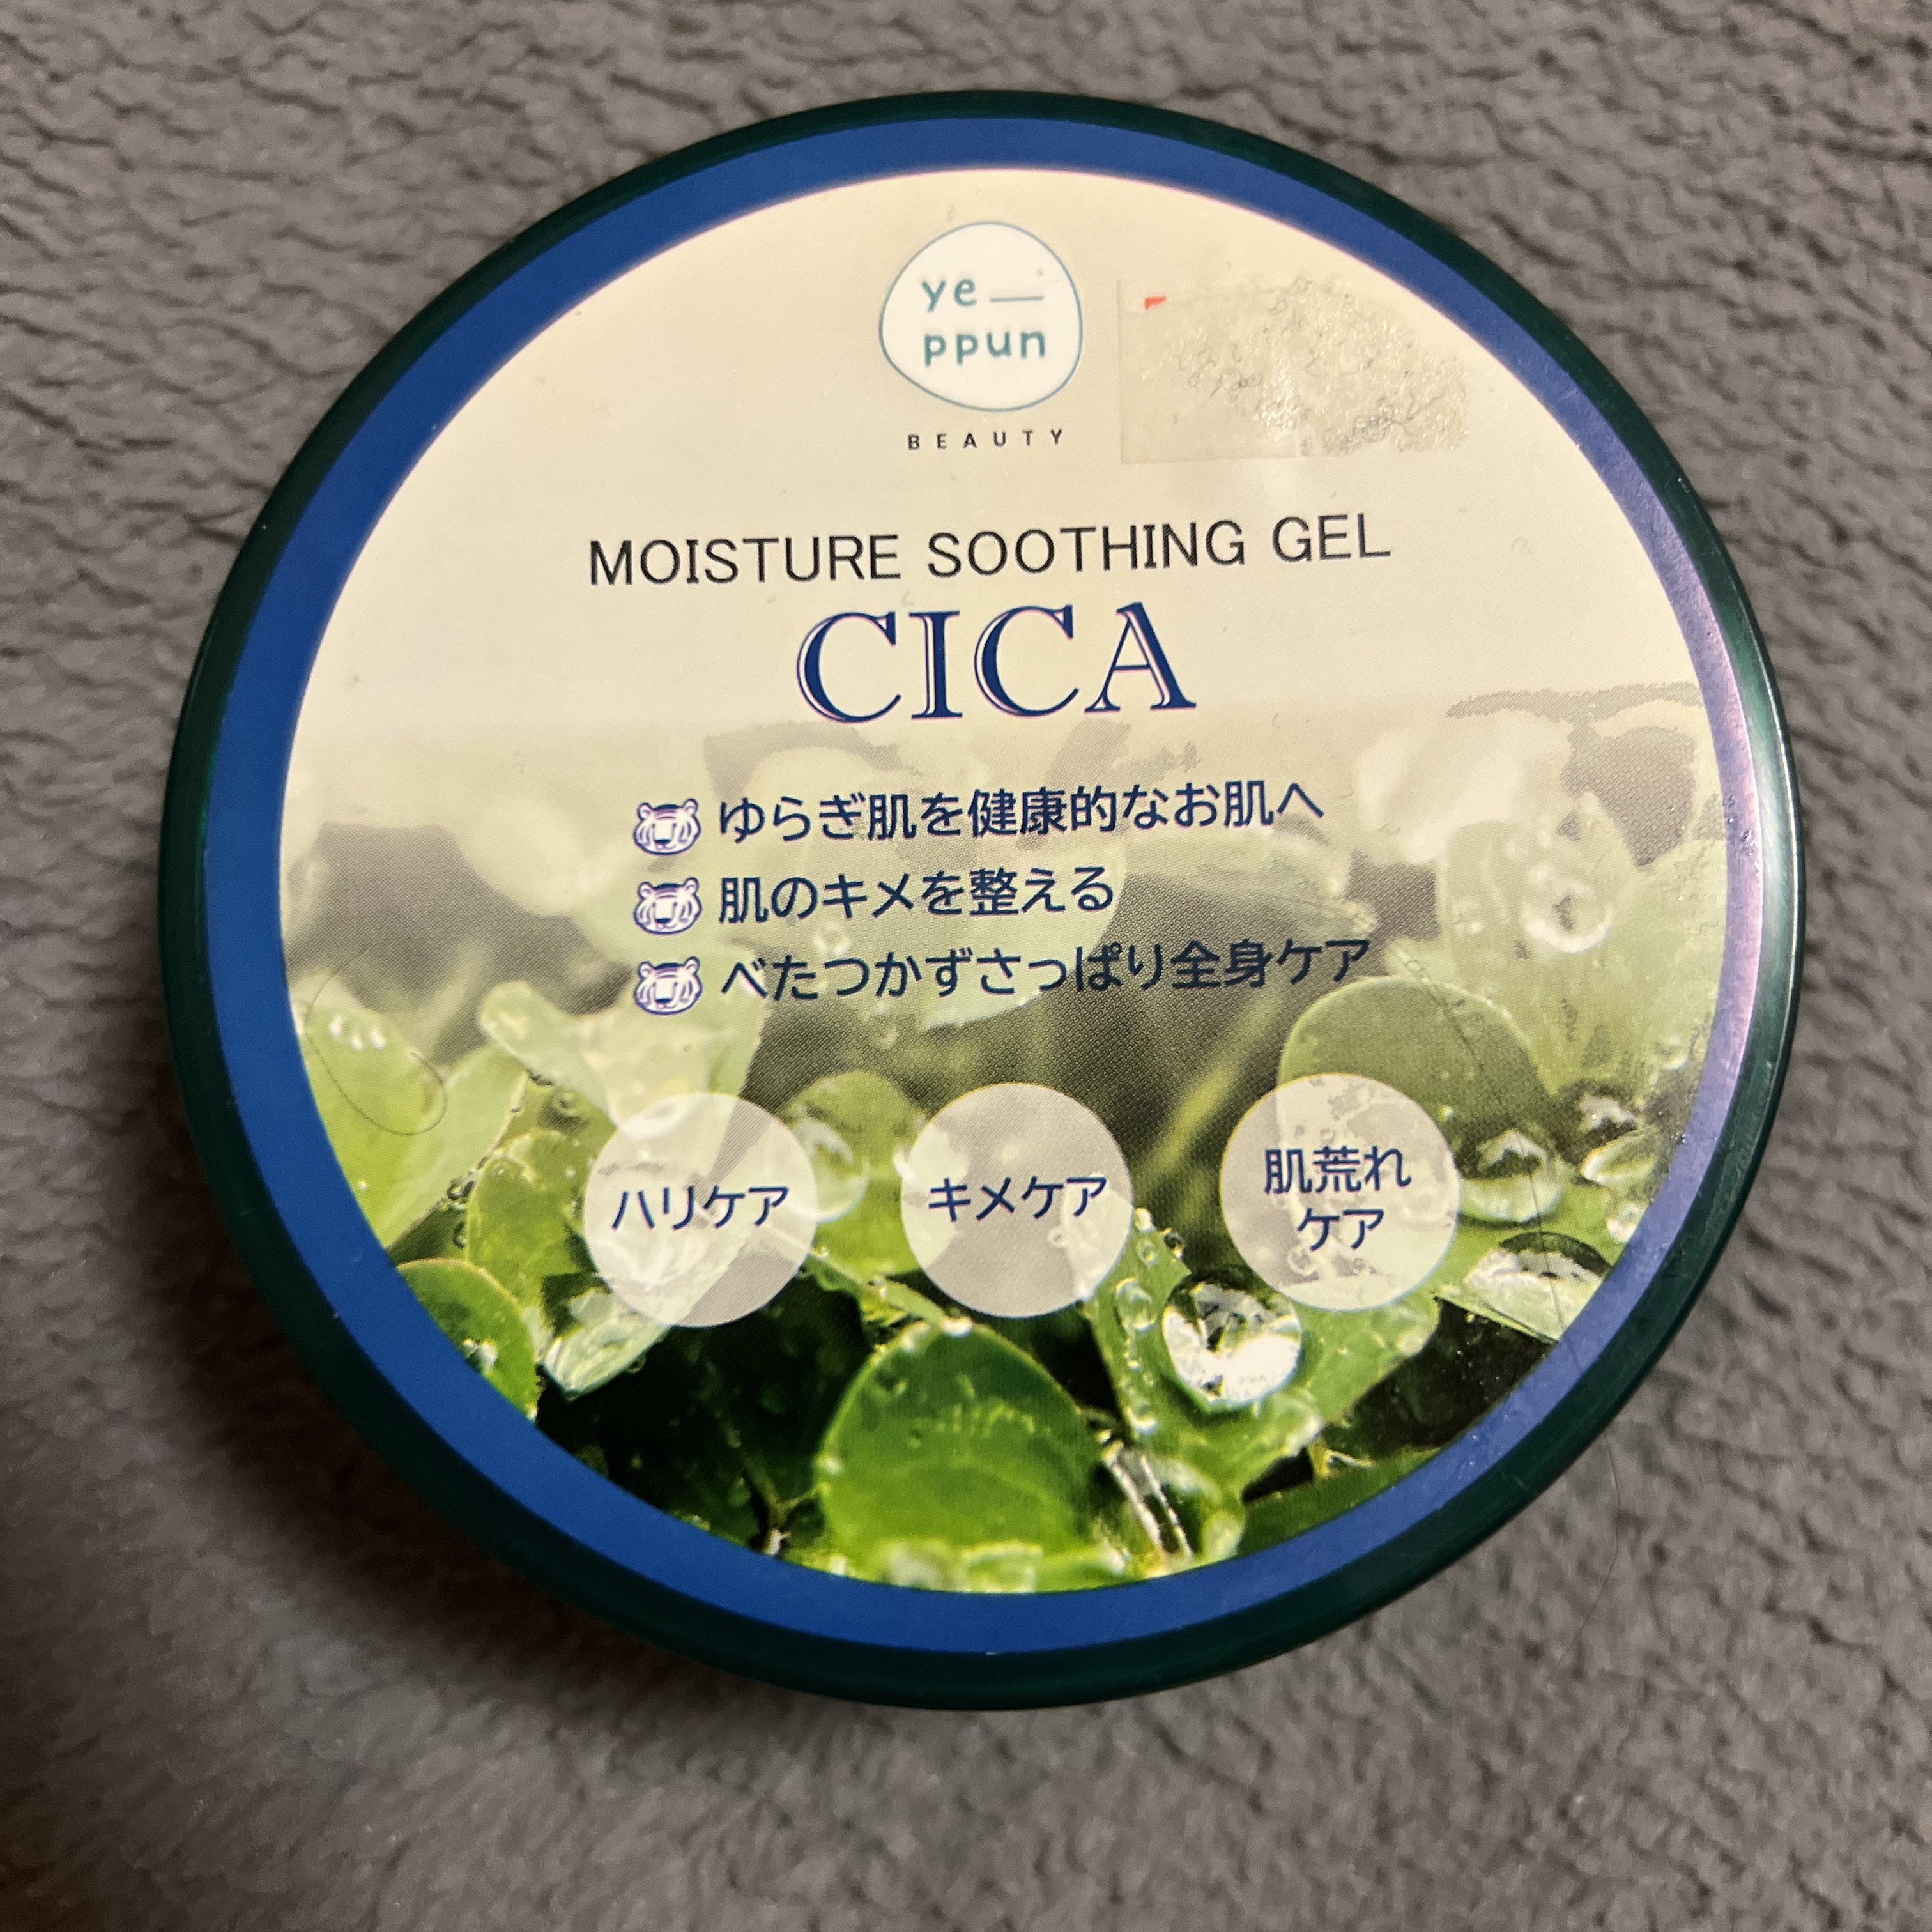 ye—
ppun
BEAUTY
MOISTURE SOOTHING GEL
CICA
ゆらぎ肌を健康的なお肌へ
肌のキメを整える
べたつかずさっぱり全身ケア
ハリケア
キメケア
肌荒れ
ケア